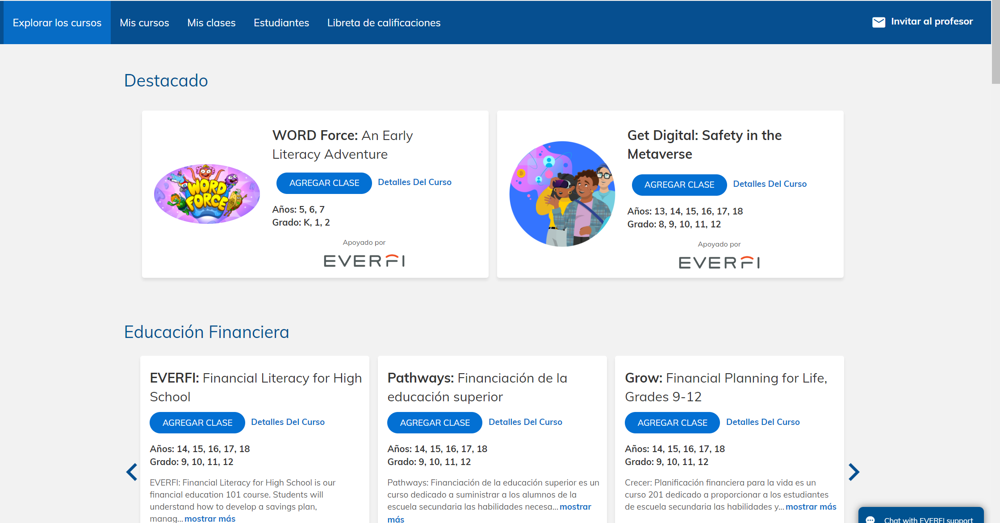 Explorar los cursos Mis cursos Mis clases Estudiantes Libreta de calificaciones Invitar al profesor
Destacado
WORD FORCE
WORD Force: An Early
Literacy Adventure
AGREGAR CLASE Detalles Del Curso
Años: 5, 6, 7
Grado: K, 1, 2
Apoyado por
EVERFI
Get Digital: Safety in the
Metaverse
AGREGAR CLASE Detalles Del Curso
Años: 13, 14, 15, 16, 17, 18
Grado: 8, 9, 10, 11, 12
Apoyado por
EVERFI
Educación Financiera
EVERFI: Financial Literacy for High
School
AGREGAR CLASE Detalles Del Curso
Años: 14, 15, 16, 17, 18
Grado: 9, 10, 11, 12
EVERFI: Financial Literacy for High School is our
financial education 101 course. Students will
understand how to develop a savings plan,
manag... mostrar más
Pathways: Financiación de la
educación superior
AGREGAR CLASE Detalles Del Curso
Años: 14, 15, 16, 17, 18
Grado: 9, 10, 11, 12
Pathways: Financiación de la educación superior es un
curso dedicado a suministrar a los alumnos de la
escuela secundaria las habilidades necesa... mostrar
más
Grow: Financial Planning for Life,
Grades 9-12
AGREGAR CLASE Detalles Del Curso
Años: 14, 15, 16, 17, 18
Grado: 9, 10, 11, 12
Crecer: Planificación financiera para la vida es un
curso 201 dedicado a proporcionar a los estudiantes
de escuela secundaria las habilidades y... mostrar más
Chat with EVERFI support